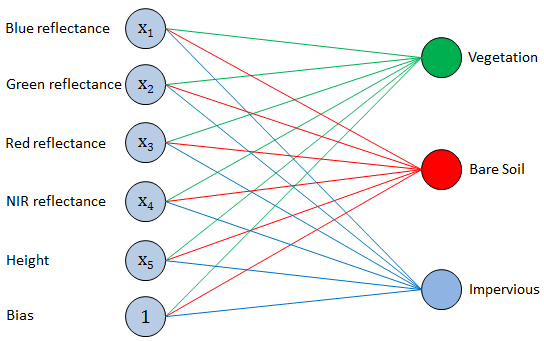 Blue reflectance x1
Vegetation
Green reflectance x2
Red reflectance x3
Bare Soil
NIR reflectance x4
Height x5
Impervious
Bias 1